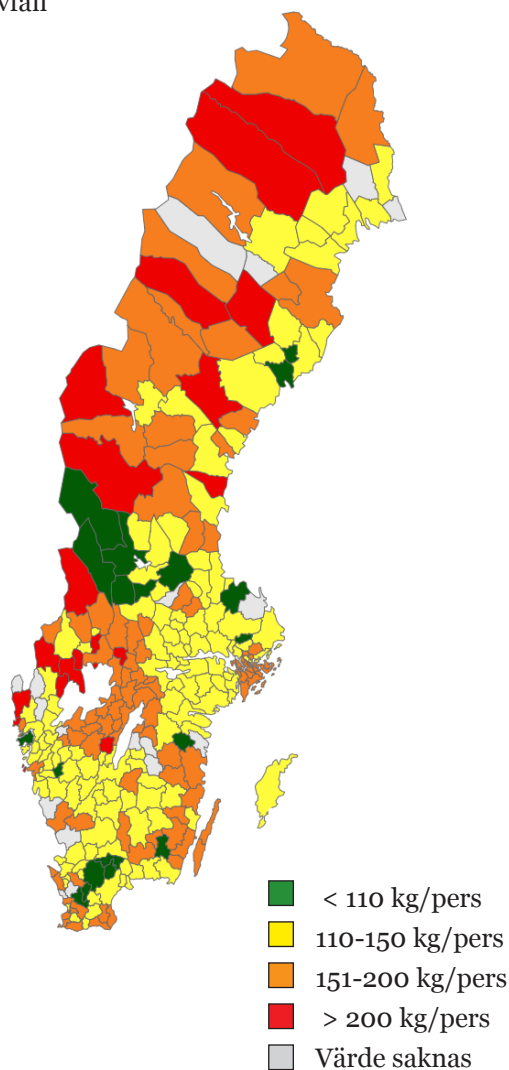 < 110 kg/pers
110-150 kg/pers
151-200 kg/pers
> 200 kg/pers
Värde saknas